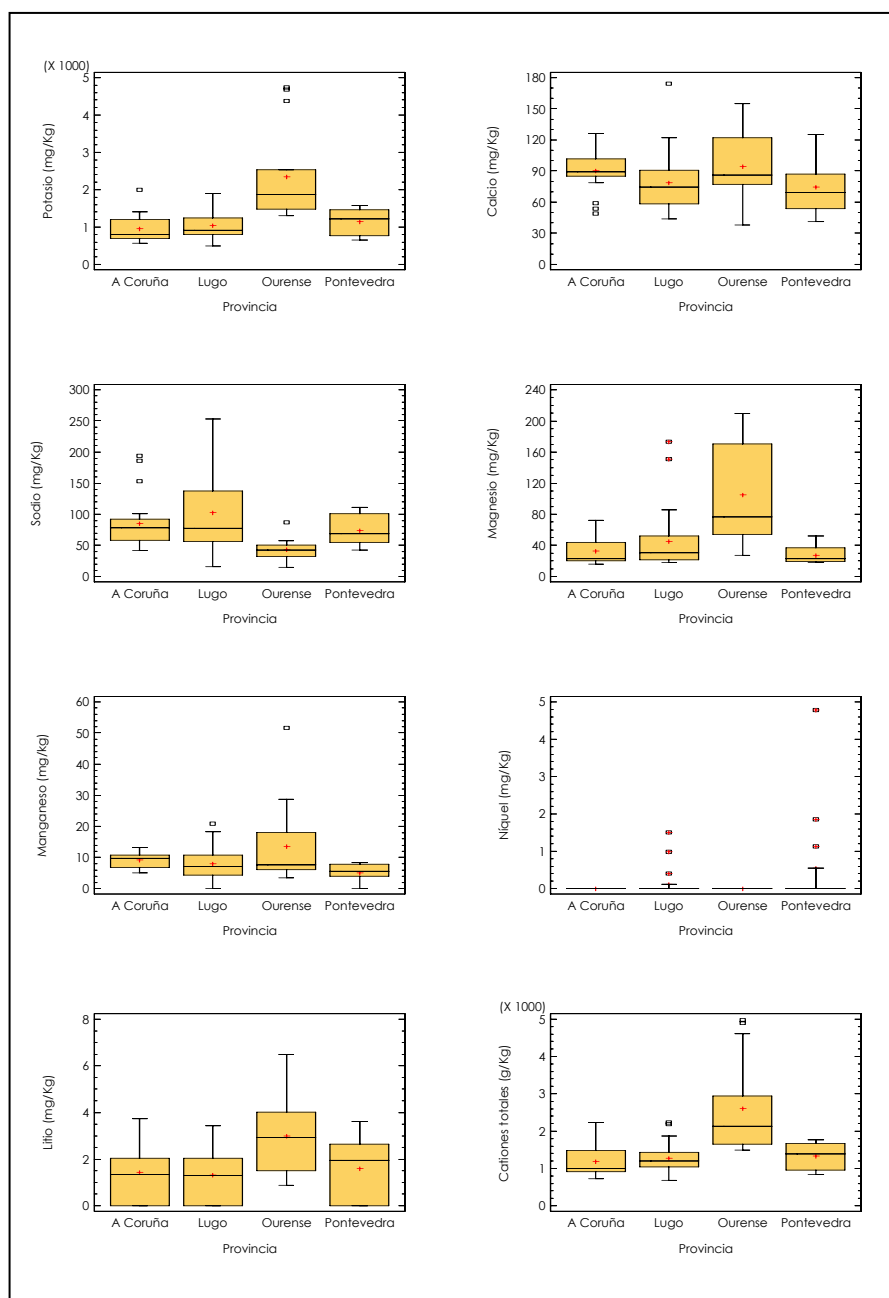 (X 1000)
Potasio (mg/Kg)
5
4
3
2
1
0
A Coruña Lugo Ourense Pontevedra
Provincia
Calcio (mg/Kg)
180
150
120
90
60
30
0
A Coruña Lugo Ourense Pontevedra
Provincia
Sodio (mg/Kg)
300
250
200
150
100
50
0
A Coruña Lugo Ourense Pontevedra
Provincia
Magnesio (mg/Kg)
240
200
160
120
80
40
0
A Coruña Lugo Ourense Pontevedra
Provincia
Manganeso (mg/kg)
60
50
40
30
20
10
0
A Coruña Lugo Ourense Pontevedra
Provincia
Níquel (mg/Kg)
5
4
3
2
1
0
A Coruña Lugo Ourense Pontevedra
Provincia
Litio (mg/Kg)
8
6
4
2
0
A Coruña Lugo Ourense Pontevedra
Provincia
(X 1000)
Cationes totales (g/Kg)
5
4
3
2
1
0
A Coruña Lugo Ourense Pontevedra
Provincia